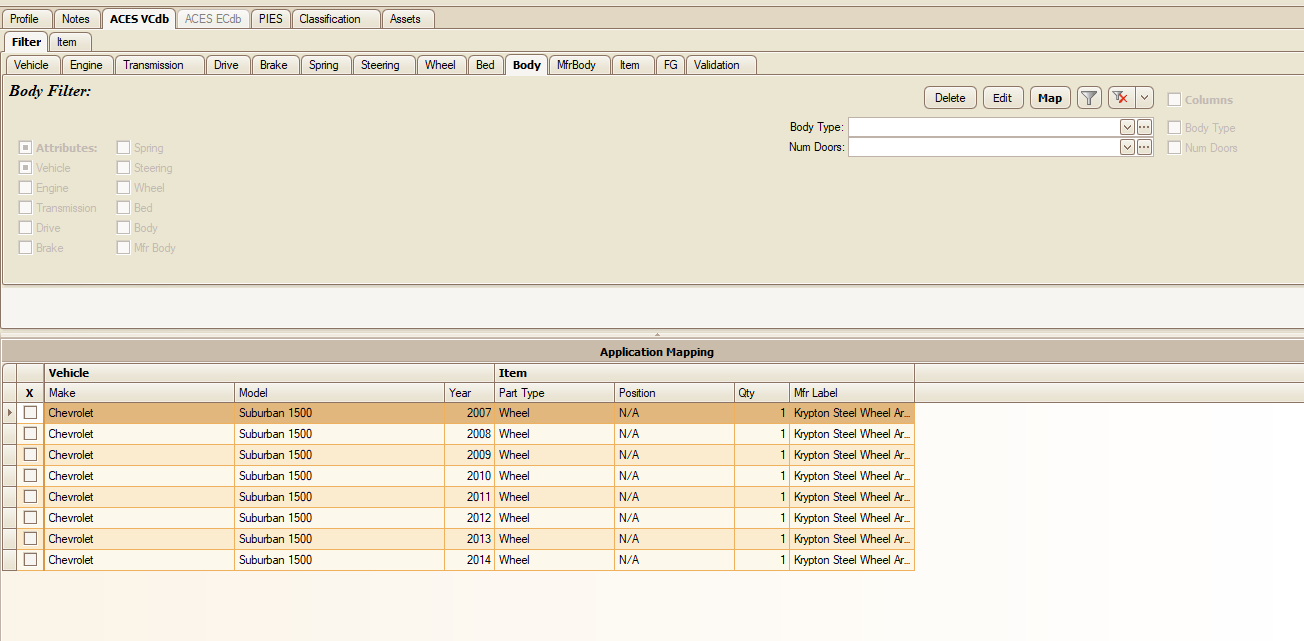 Profile Notes ACES VCdb ACES ECdb PIES Classification Assets
Filter Item
Vehicle Engine Transmission Drive Brake Spring Steering Wheel Bed Body MfrBody Item FG Validation
Body Filter:
Delete Edit Map Columns
Body Type: Body Type
Num Doors: Num Doors
Attributes: Spring
Vehicle Steering
Engine Wheel
Transmission Bed
Drive Body
Brake Mfr Body
Application Mapping
Vehicle Item
X Make Model Year Part Type Position Qty Mfr Label
Chevrolet Suburban 1500 2007 Wheel N/A 1 Krypton Steel Wheel Ar...
Chevrolet Suburban 1500 2008 Wheel N/A 1 Krypton Steel Wheel Ar...
Chevrolet Suburban 1500 2009 Wheel N/A 1 Krypton Steel Wheel Ar...
Chevrolet Suburban 1500 2010 Wheel N/A 1 Krypton Steel Wheel Ar...
Chevrolet Suburban 1500 2011 Wheel N/A 1 Krypton Steel Wheel Ar...
Chevrolet Suburban 1500 2012 Wheel N/A 1 Krypton Steel Wheel Ar...
Chevrolet Suburban 1500 2013 Wheel N/A 1 Krypton Steel Wheel Ar...
Chevrolet Suburban 1500 2014 Wheel N/A 1 Krypton Steel Wheel Ar...